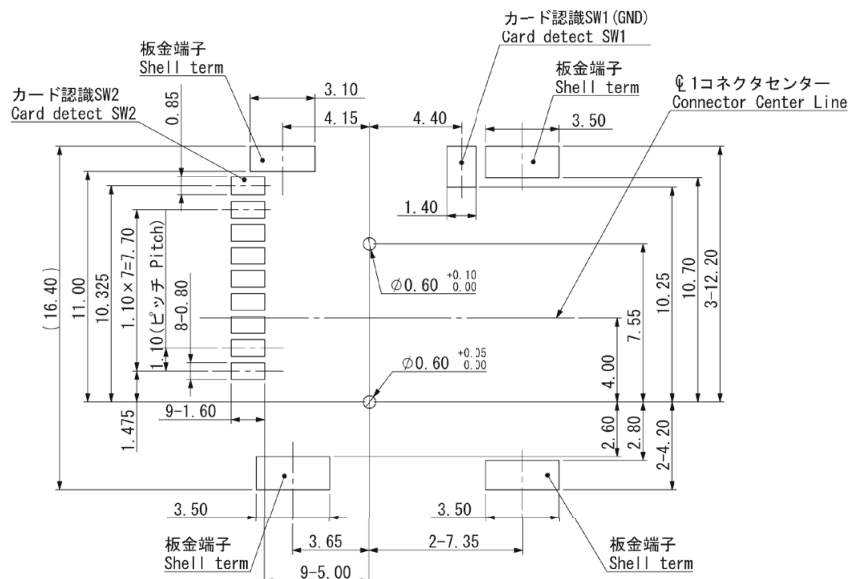 カード認識SW1(GND)
Card detect SW1
板金端子
Shell term
板金端子
Shell term
℄1コネクタセンター
Connector Center Line
カード認識SW2
Card detect SW2
0.85
3.10
4.15
4.40
3.50
1.40
(16.40)
11.00
10.325
1.10×7=7.70
1.10(ピッチ Pitch)
8-0.80
∅0.60 +0.10 0.00
∅0.60 +0.05 0.00
4.00
7.55
10.25
10.70
3-12.20
9-1.60
1.475
2.60
2.80
2-4.20
3.50
3.50
3.65
2-7.35
9-5.00
板金端子
Shell term
板金端子
Shell term